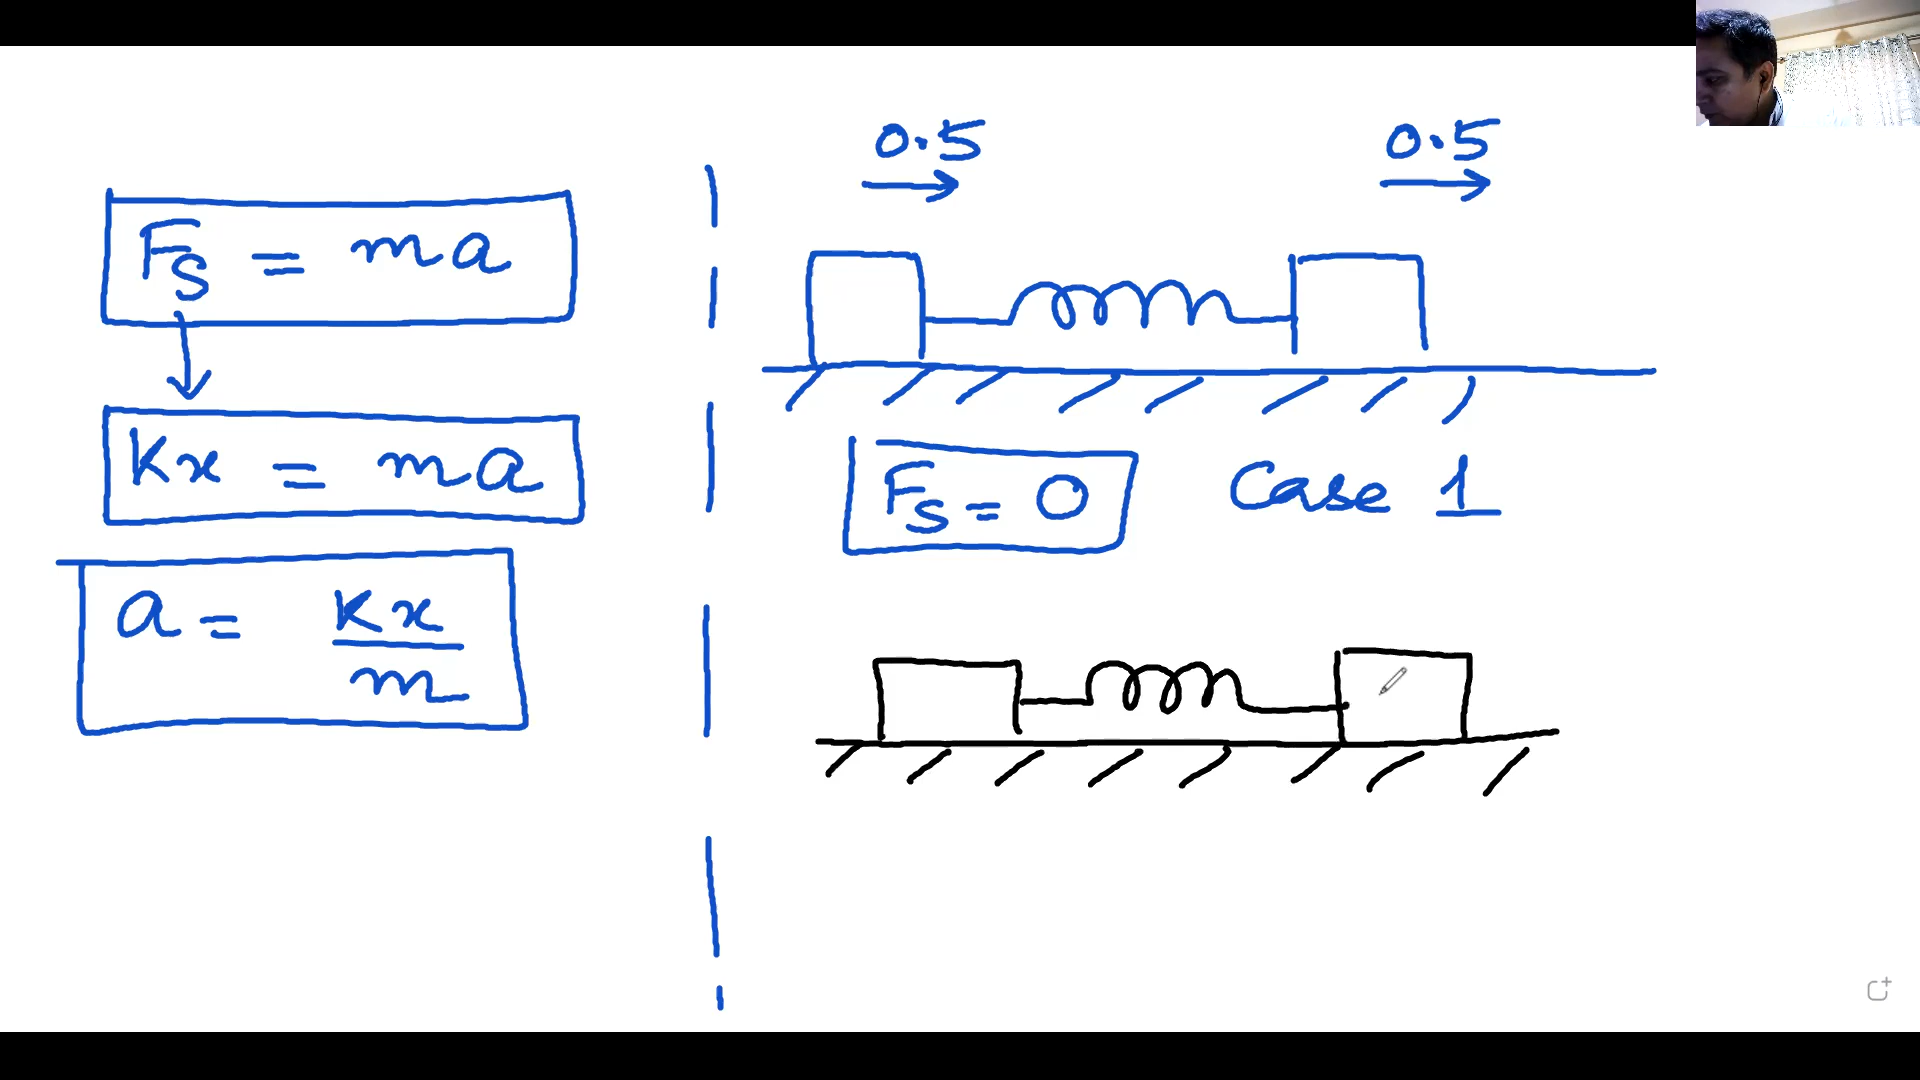 Fs = ma
Kx = ma
a = Kx/m
0.5 0.5
Fs = 0 Case 1